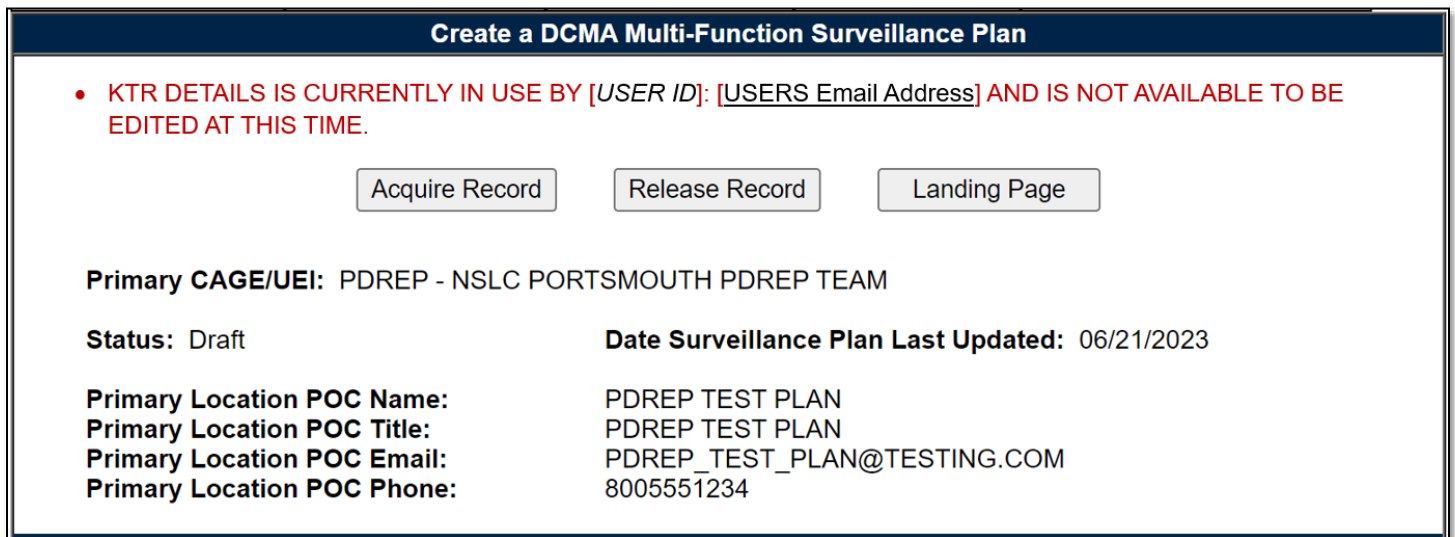 Create a DCMA Multi-Function Surveillance Plan
• KTR DETAILS IS CURRENTLY IN USE BY [USER ID]: [USERS Email Address] AND IS NOT AVAILABLE TO BE
EDITED AT THIS TIME.
Acquire Record Release Record Landing Page
Primary CAGE/UEI: PDREP - NSLC PORTSMOUTH PDREP TEAM
Status: Draft Date Surveillance Plan Last Updated: 06/21/2023
Primary Location POC Name: PDREP TEST PLAN
Primary Location POC Title: PDREP TEST PLAN
Primary Location POC Email: PDREP_TEST_PLAN@TESTING.COM
Primary Location POC Phone: 8005551234